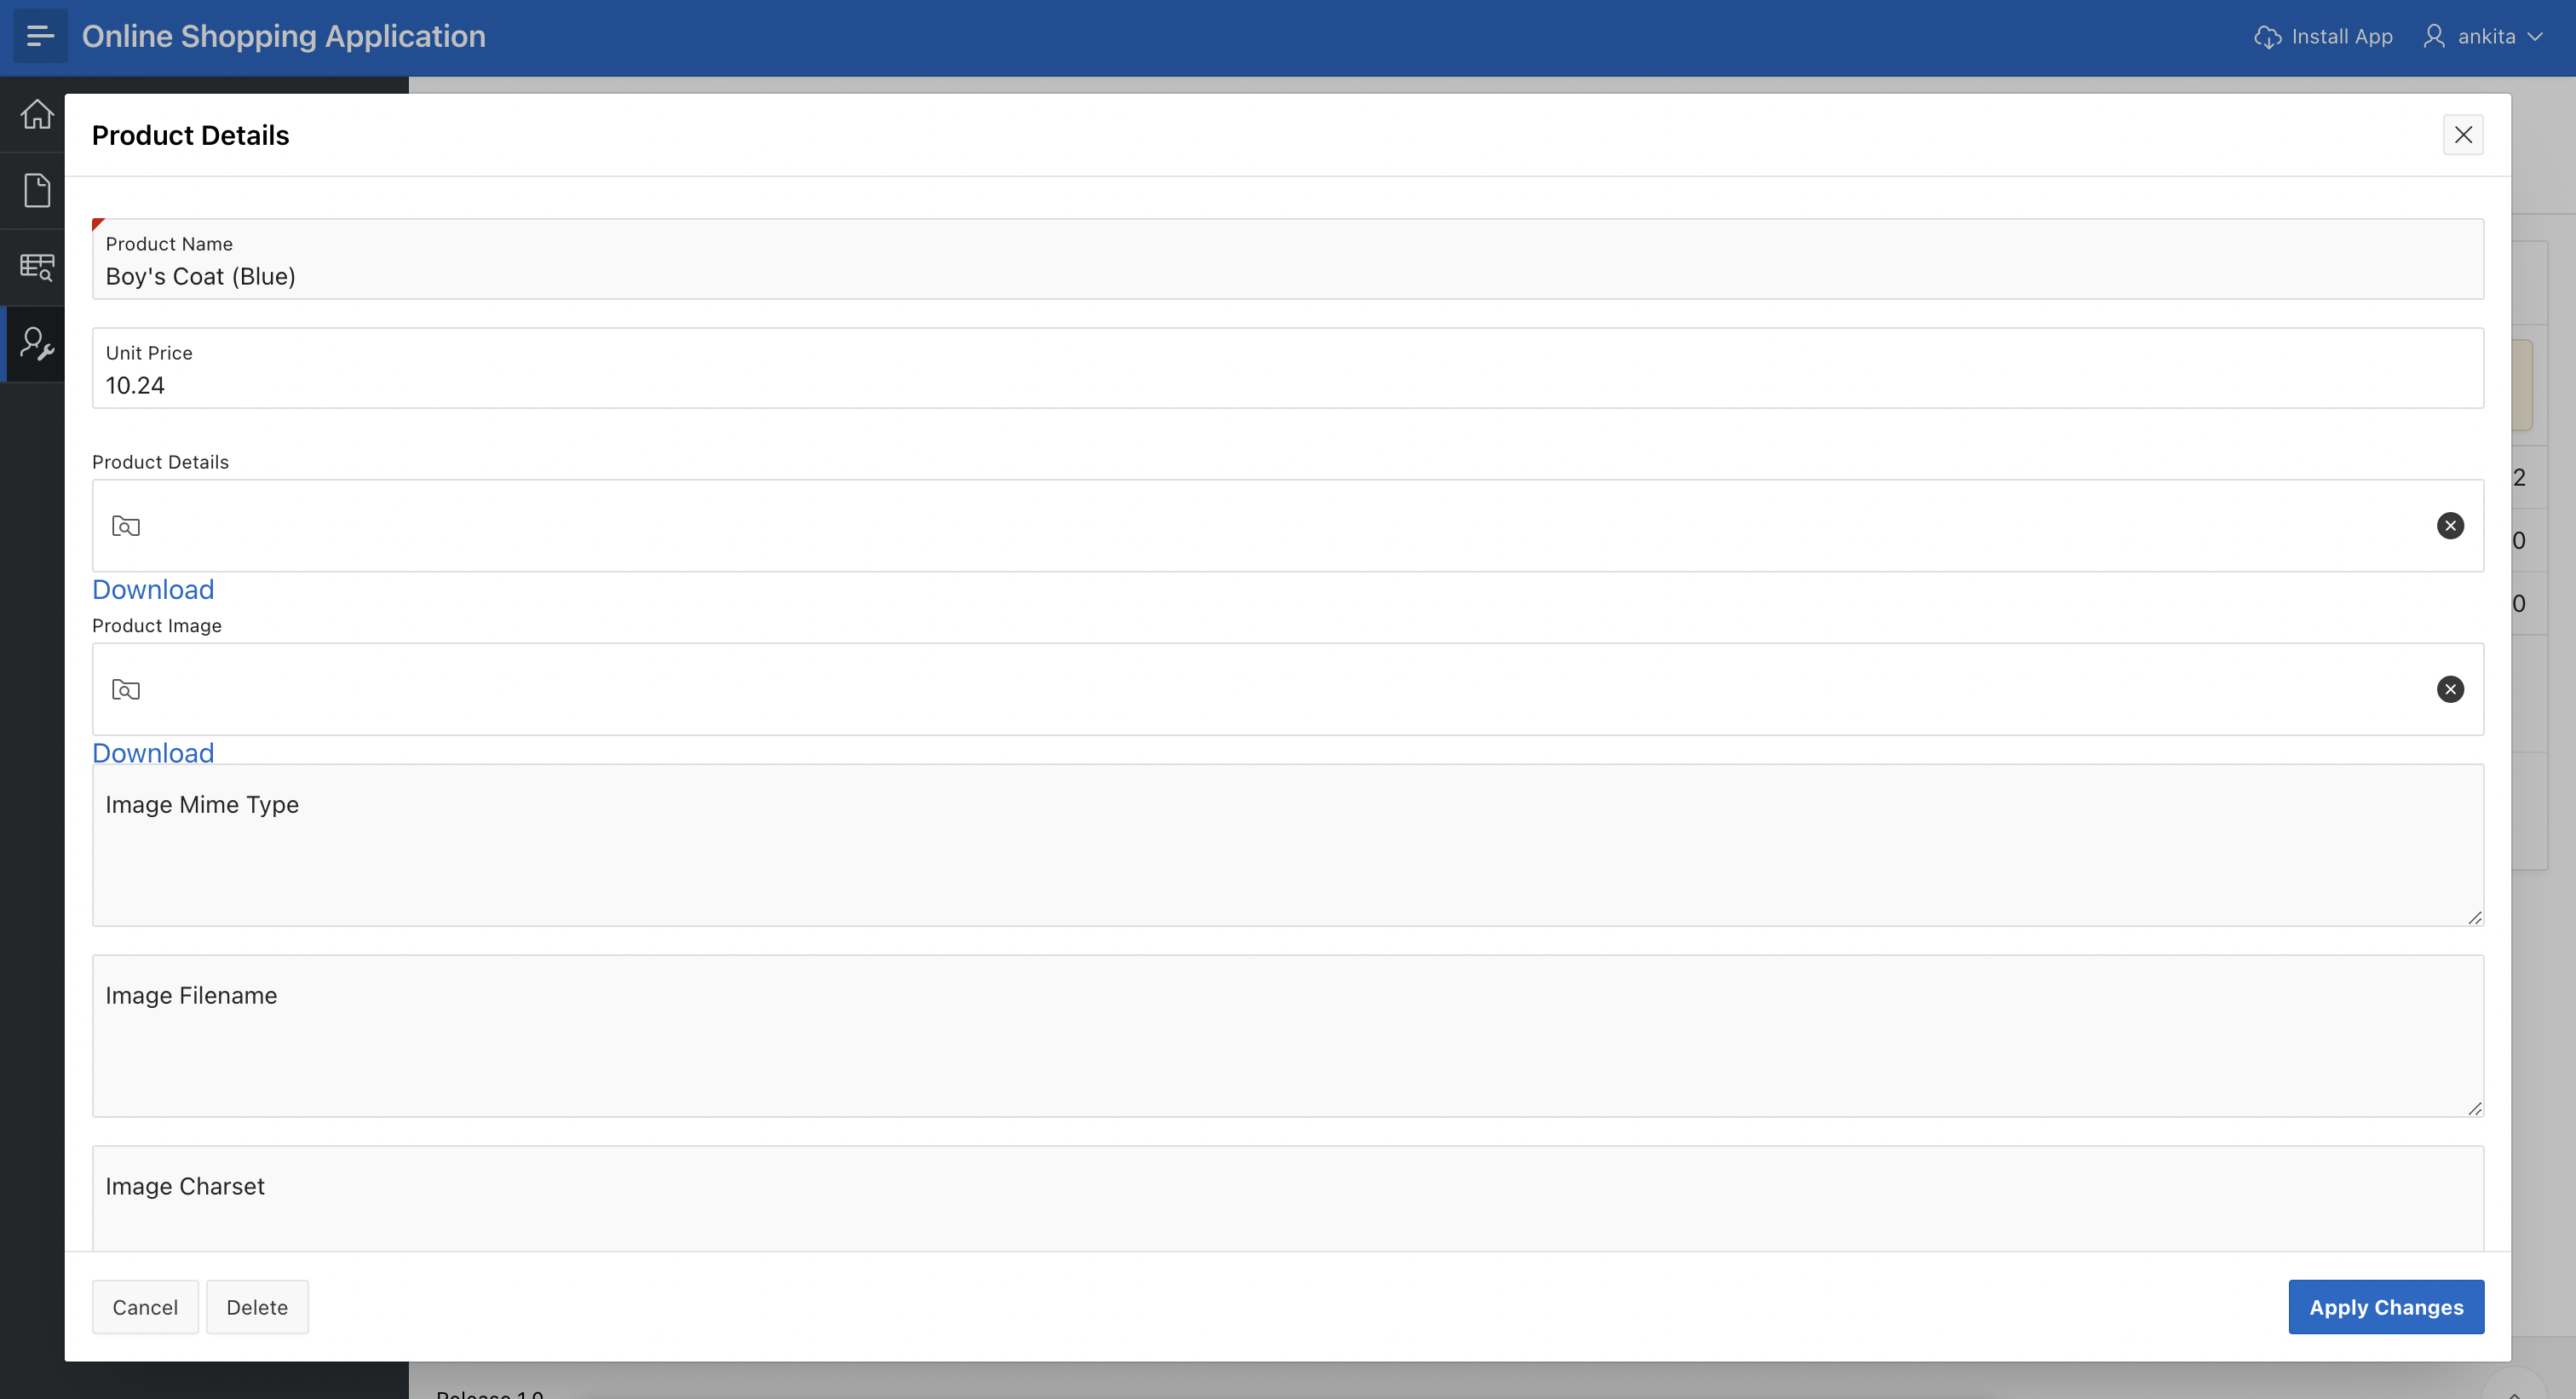 Online Shopping Application
Install App
ankita
Product Details
Product Name
Boy's Coat (Blue)
Unit Price
10.24
Product Details
2
0
Download
0
Product Image
Download
Image Mime Type
Image Filename
Image Charset
Cancel
Delete
Apply Changes
Release 1.0